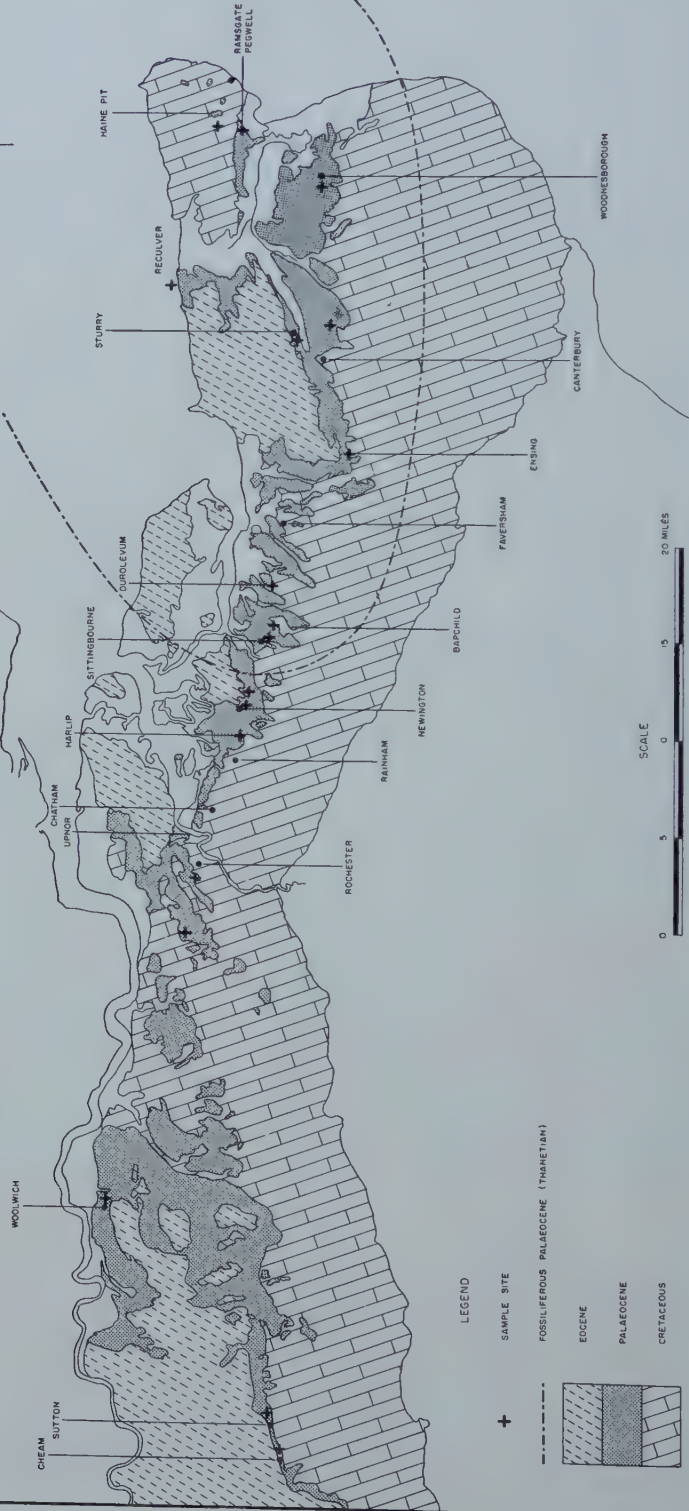 CHEAM
SUTTON
WOOLWICH
UPNOR
CHATHAM
HARLIP
SITTINGBOURNE
DUROLEVUM
STURRY
RECULVER
HAINE PIT
RAMSGATE
PEGWELL
ROCHESTER
RAINHAM
NEWINGTON
BAPCHILD
FAVERSHAM
ENSING
CANTERBURY
WOODNESBOROUGH
LEGEND
SAMPLE SITE
FOSSILIFEROUS PALAEOCENE (THANETIAN)
EOCENE
PALAEOCENE
CRETACEOUS
SCALE
0 5 0 15 20 MILES